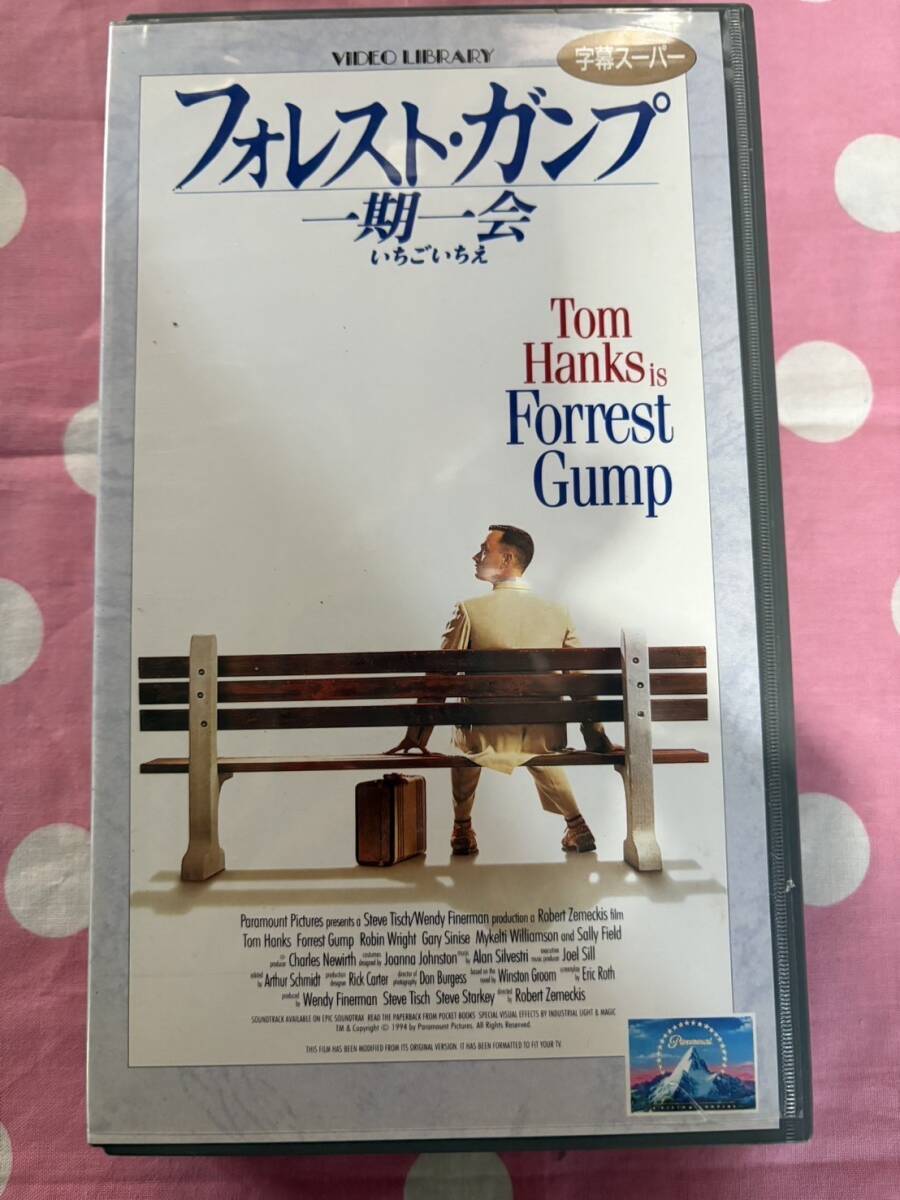 VIDEO LIBRARY
字幕スーパー
フォレスト・ガンプ
一期一会
いちごいちえ
Tom
Hanks is
Forrest
Gump
Paramount Pictures presents a Steve Tisch/Wendy Finerman production a Robert Zemeckis film
Tom Hanks Forrest Gump Robin Wright Gary Sinise Mykelti Williamson and Sally Field
co-producer Charles Newirth costumes designed by Joanna Johnston music by Alan Silvestri executive music producer Joel Sill
edited by Arthur Schmidt production designer Rick Carter director of photography Don Burgess based on the novel by Winston Groom screenplay by Eric Roth
produced by Wendy Finerman Steve Tisch Steve Starkey directed by Robert Zemeckis
SOUNDTRACK AVAILABLE ON EPIC SOUNDTRAX READ THE PAPERBACK FROM POCKET BOOKS SPECIAL VISUAL EFFECTS BY INDUSTRIAL LIGHT & MAGIC
TM & Copyright © 1994 by Paramount Pictures. All Rights Reserved.
THIS FILM HAS BEEN MODIFIED FROM ITS ORIGINAL VERSION. IT HAS BEEN FORMATTED TO FIT YOUR TV.
Paramount